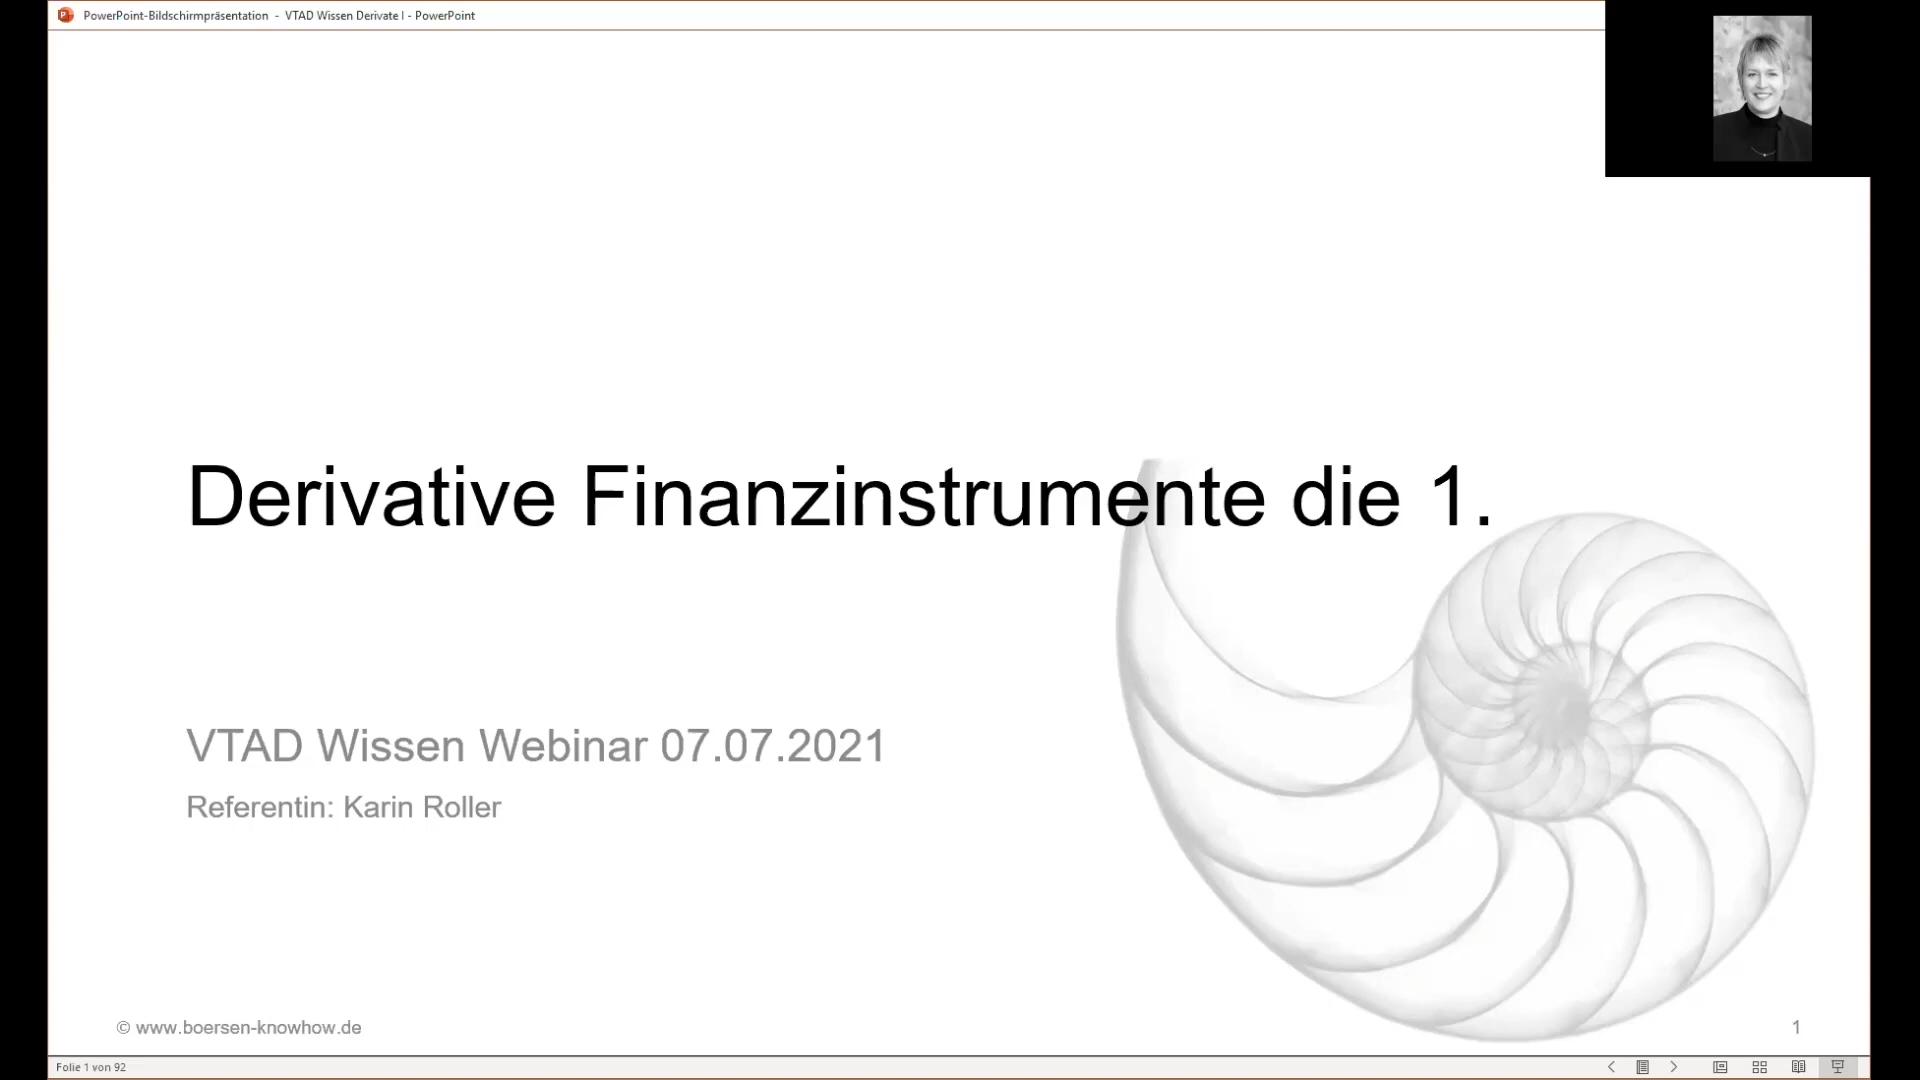 PowerPoint-Bildschirmpräsentation - VTAD Wissen Derivate I - PowerPoint
Derivative Finanzinstrumente die 1.
VTAD Wissen Webinar 07.07.2021
Referentin: Karin Roller
© www.boersen-knowhow.de
1
Folie 1 von 92